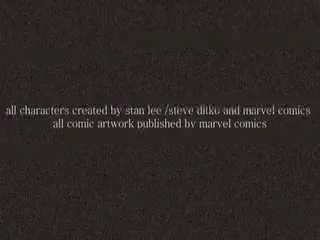 all characters created by stan lee /steve ditko and marvel comics
all comic artwork published by marvel comics